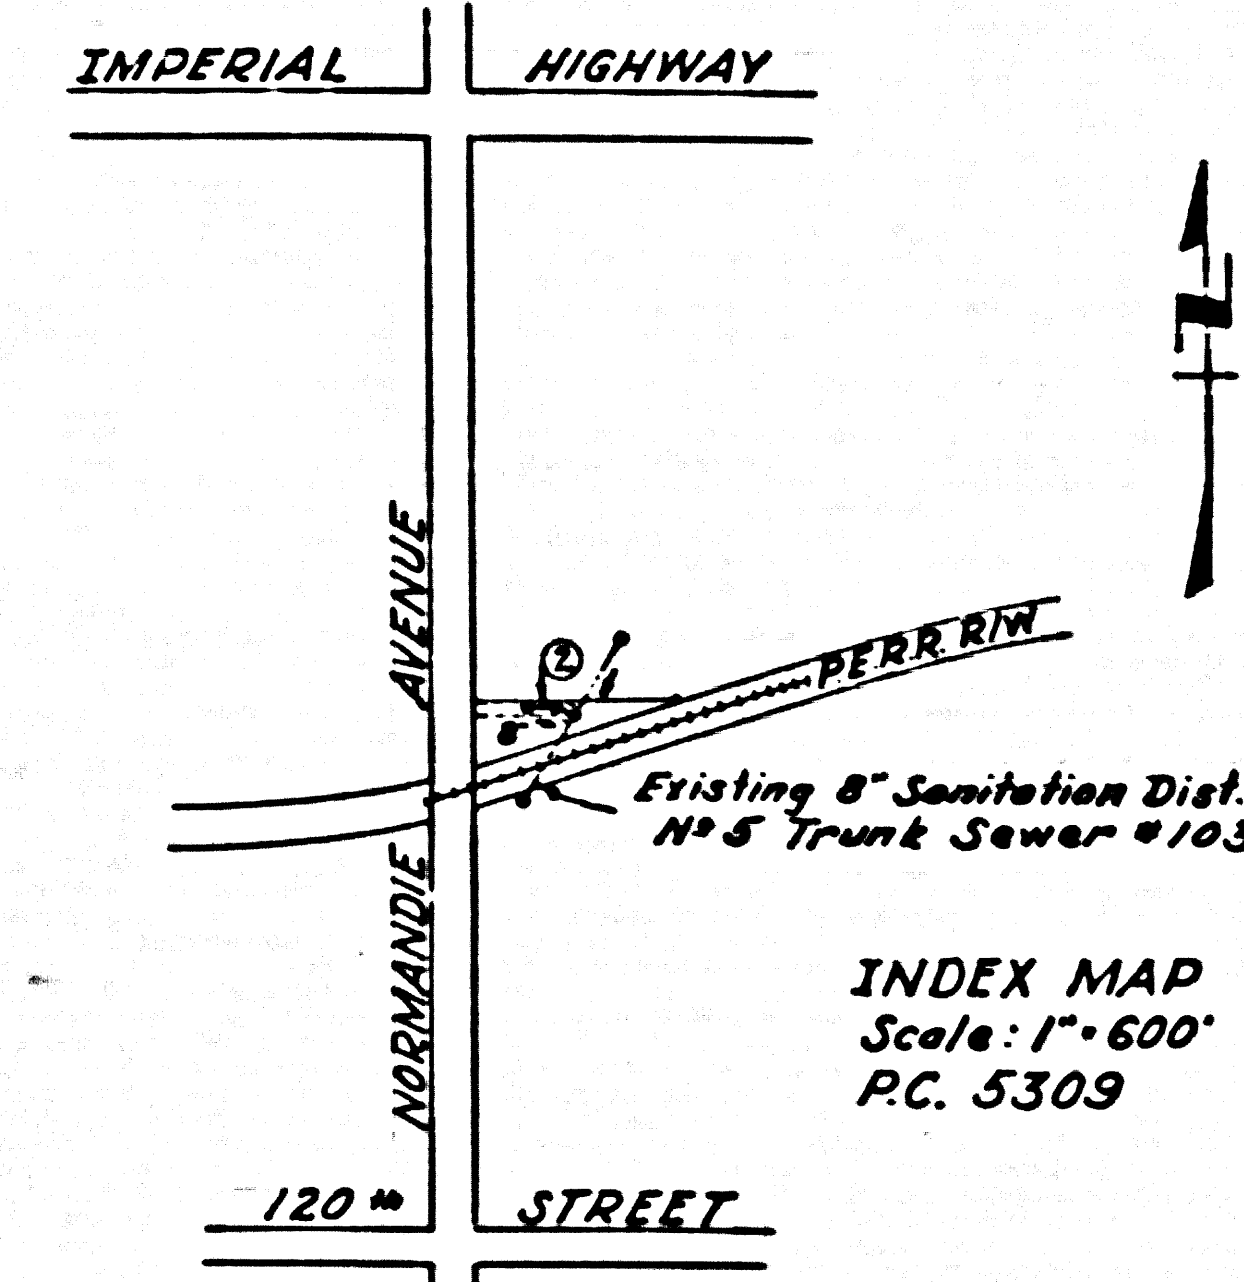 IMPERIAL HIGHWAY
N
AVENUE
2
8"
P.E.R.R. R/W
Existing 8" Sanitation Dist.
Nº 5 Trunk Sewer #103
NORMANDIE
INDEX MAP
Scale: 1"=600'
P.C. 5309
120th STREET